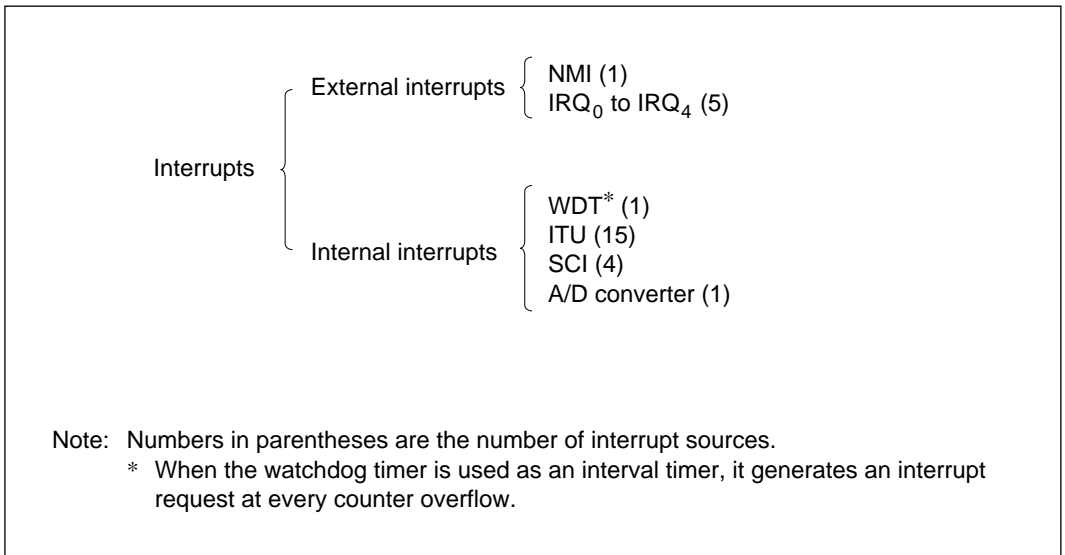 External interrupts
NMI (1)
IRQ₀ to IRQ₄ (5)
Interrupts
Internal interrupts
WDT* (1)
ITU (15)
SCI (4)
A/D converter (1)
Note: Numbers in parentheses are the number of interrupt sources.
* When the watchdog timer is used as an interval timer, it generates an interrupt
request at every counter overflow.